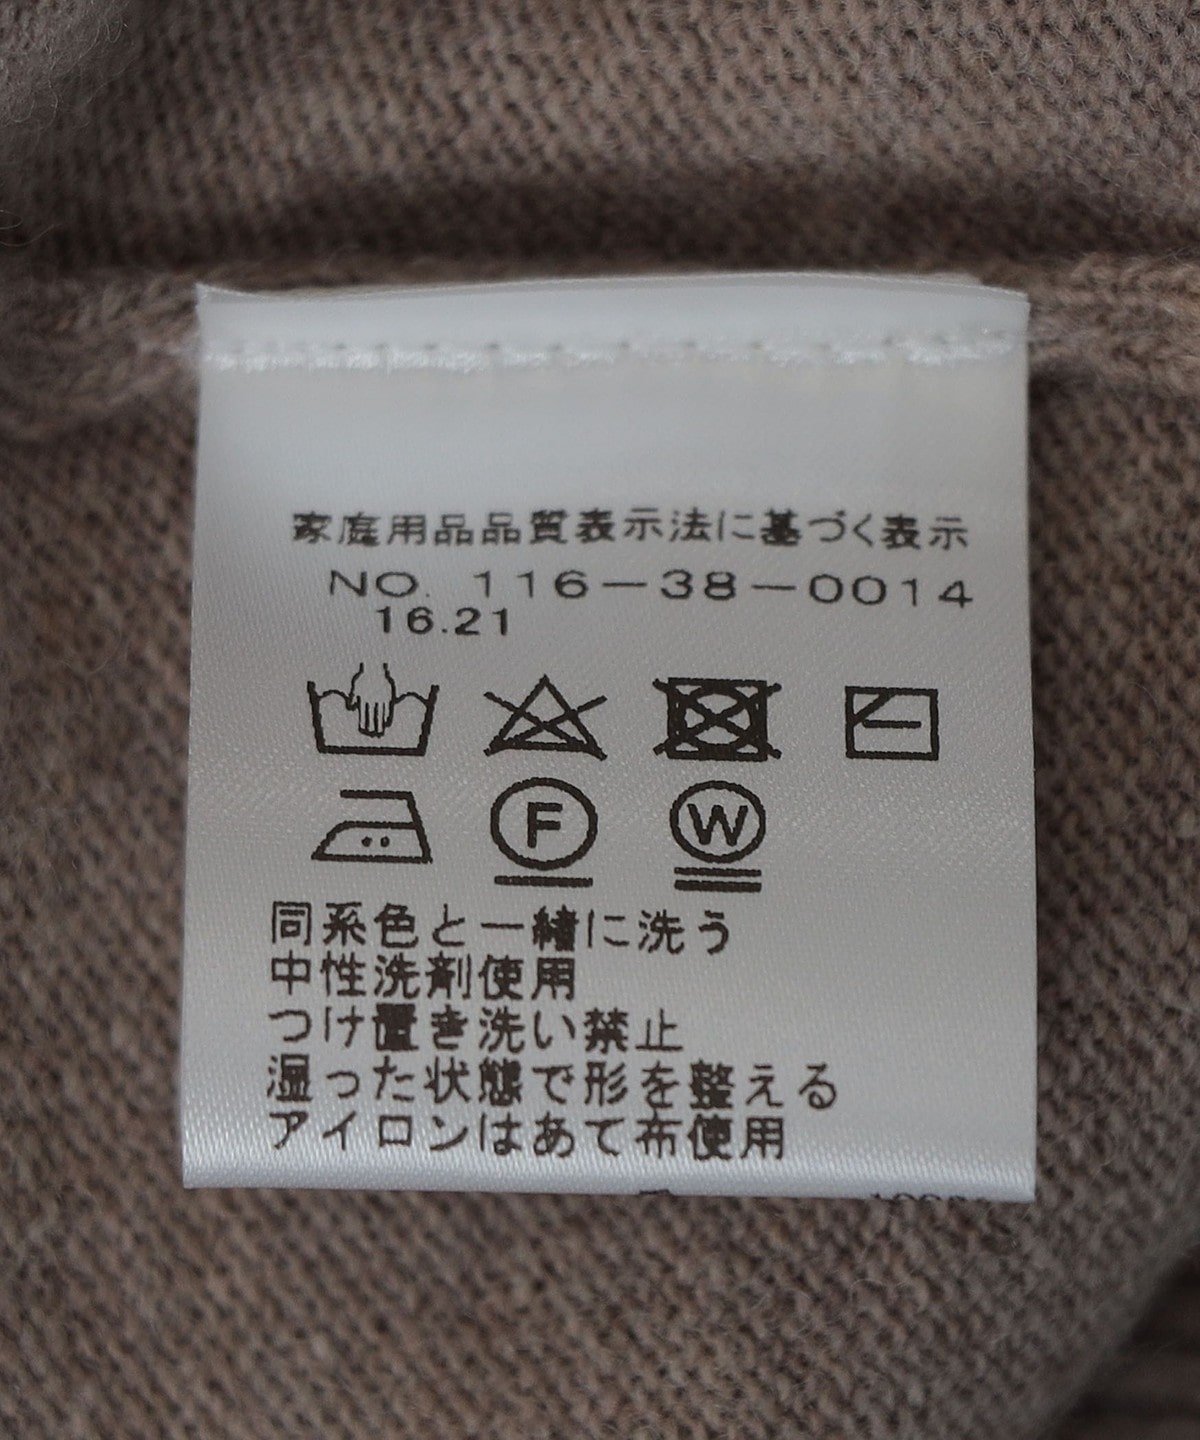 家庭用品品質表示法に基づく表示
NO. 116-38-0014
16.21
F
W
同系色と一緒に洗う
中性洗剤使用
つけ置き洗い禁止
湿った状態で形を整える
アイロンはあて布使用